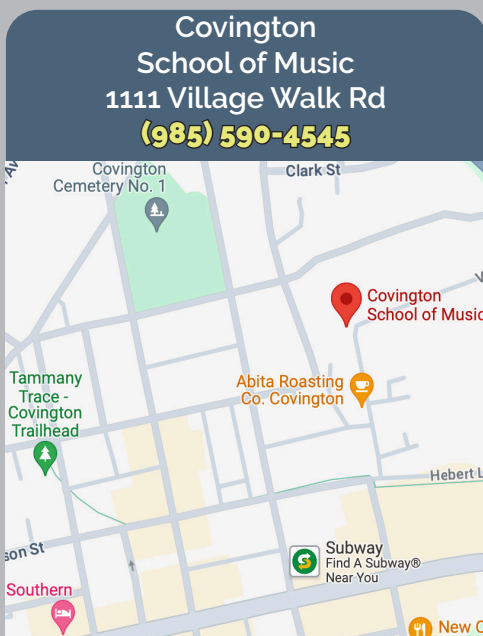 Covington
School of Music
1111 Village Walk Rd
(985) 590-4545
Covington
Cemetery No. 1
Clark St
Covington
School of Music
Abita Roasting
Co. Covington
Tammany
Trace -
Covington
Trailhead
Hebert L
son St
Subway
Find A Subway®
Near You
Southern
New O